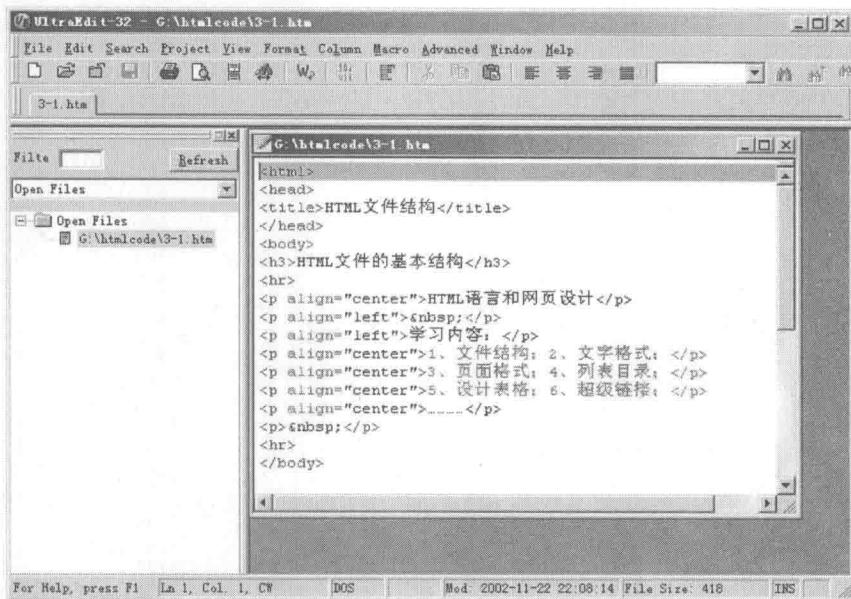 UltraEdit-32 - G:\htmlcode\3-1.htm
File Edit Search Project View Format Column Macro Advanced Window Help
3-1.htm
Filte
Refresh
Open Files
Open Files
G:\htmlcode\3-1.htm
G:\htmlcode\3-1.htm
<html>
<head>
<title>HTML文件结构</title>
</head>
<body>
<h3>HTML文件的基本结构</h3>
<hr>
<p align="center">HTML语言和网页设计</p>
<p align="left">&nbsp;</p>
<p align="left">学习内容：</p>
<p align="center">1、文件结构；2、文字格式；</p>
<p align="center">3、页面格式；4、列表目录；</p>
<p align="center">5、设计表格；6、超级链接；</p>
<p align="center">……</p>
<p>&nbsp;</p>
<hr>
</body>
For Help, press F1 Ln 1, Col. 1, CW DOS Mod: 2002-11-22 22:08:14 File Size: 418 INS